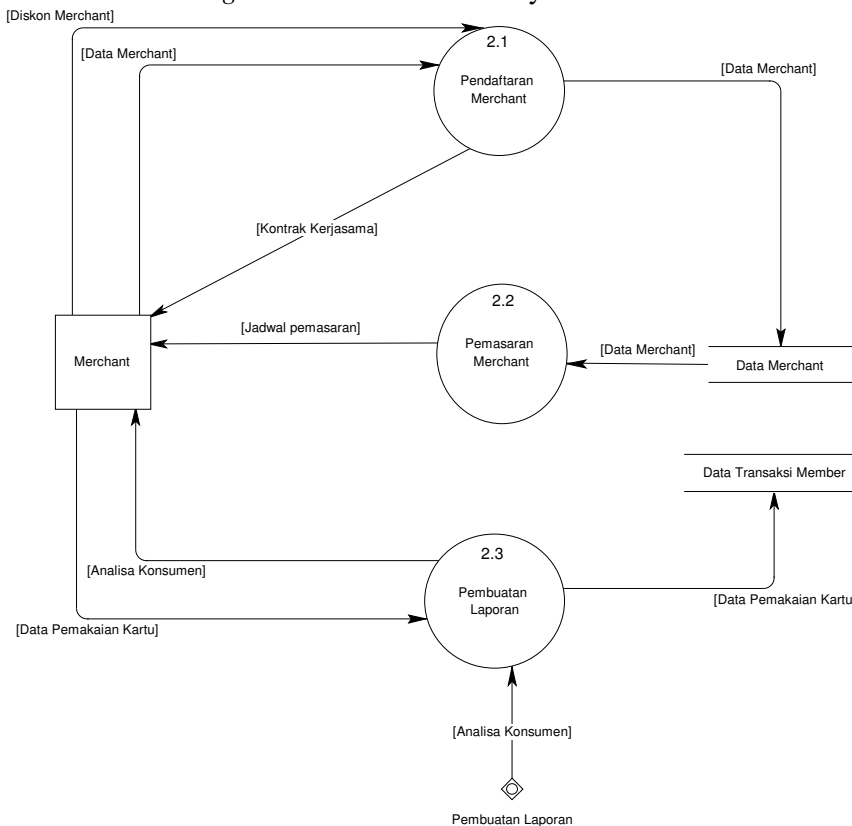 [Diskon Merchant]
[Data Merchant]
2.1
Pendaftaran
Merchant
[Data Merchant]
[Kontrak Kerjasama]
2.2
[Jadwal pemasaran]
Pemasaran
Merchant
[Data Merchant]
Merchant
Data Merchant
Data Transaksi Member
2.3
[Analisa Konsumen]
Pembuatan
Laporan
[Data Pemakaian Kartu]
[Data Pemakaian Kartu
[Analisa Konsumen]
Pembuatan Laporan